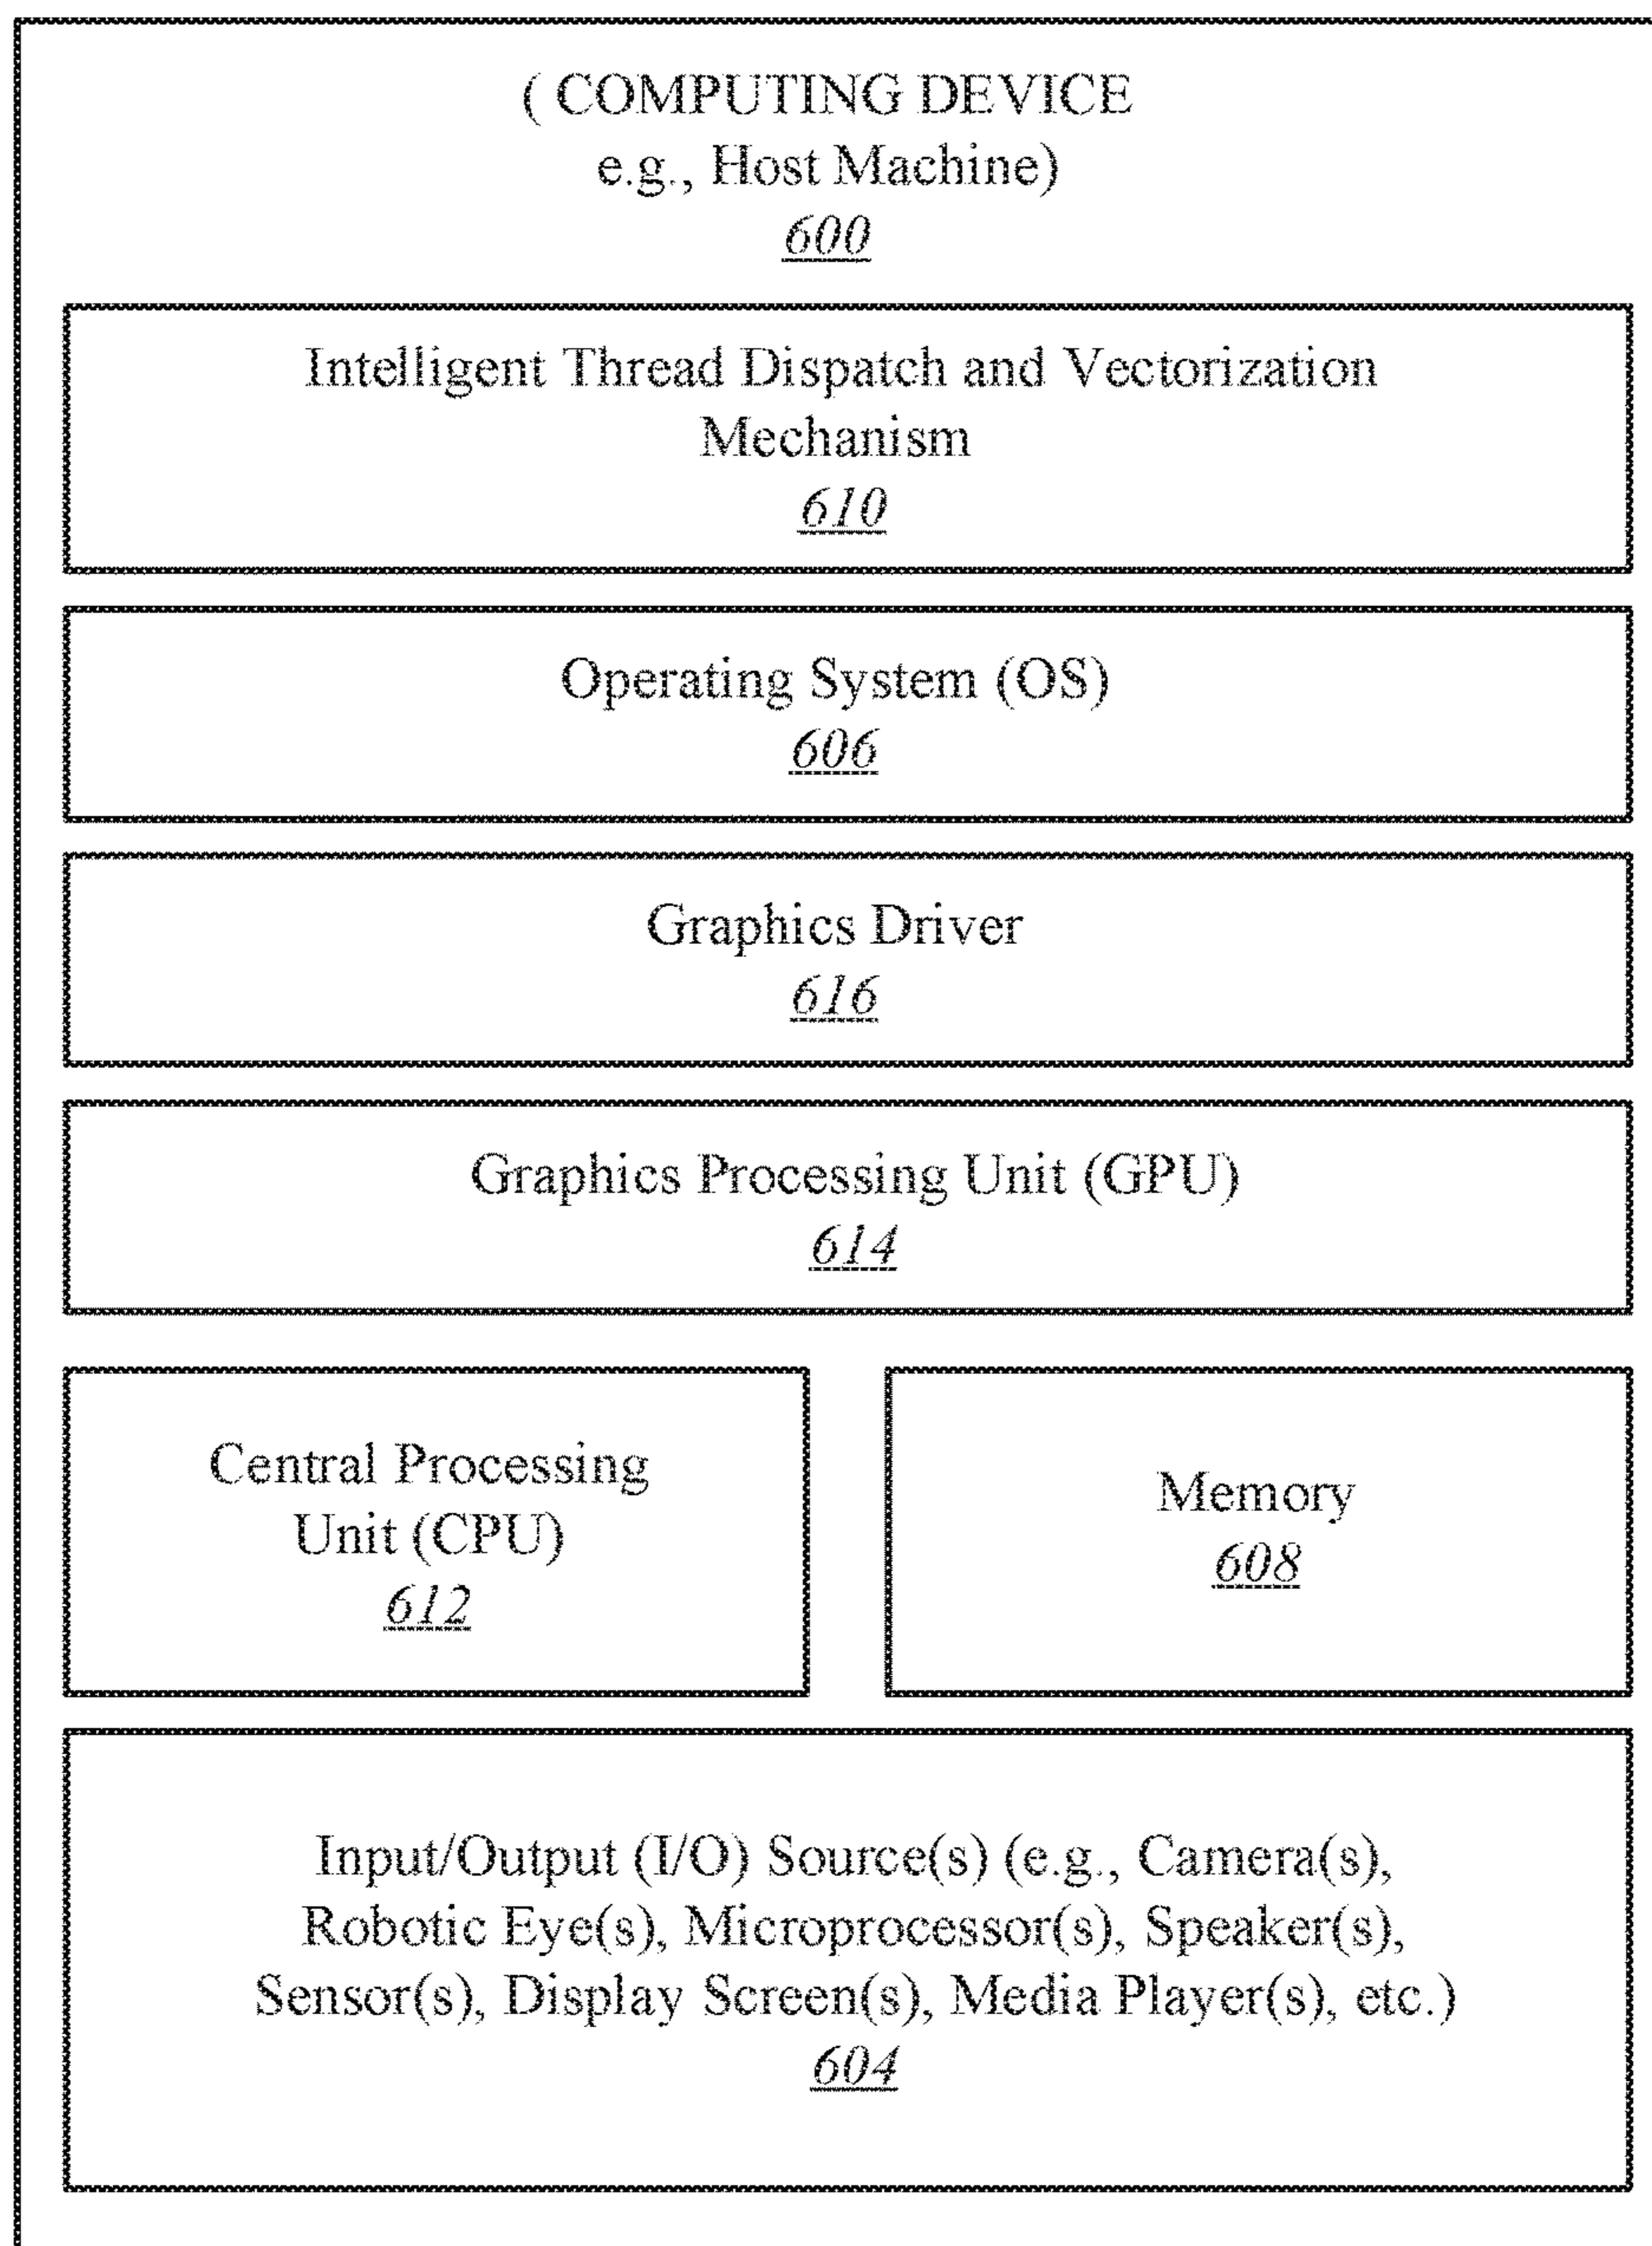 ( COMPUTING DEVICE
e.g., Host Machine)
600
Intelligent Thread Dispatch and Vectorization
Mechanism
610
Operating System (OS)
606
Graphics Driver
616
Graphics Processing Unit (GPU)
614
Central Processing
Unit (CPU)
612
Memory
608
Input/Output (I/O) Source(s) (e.g., Camera(s),
Robotic Eye(s), Microprocessor(s), Speaker(s),
Sensor(s), Display Screen(s), Media Player(s), etc.)
604